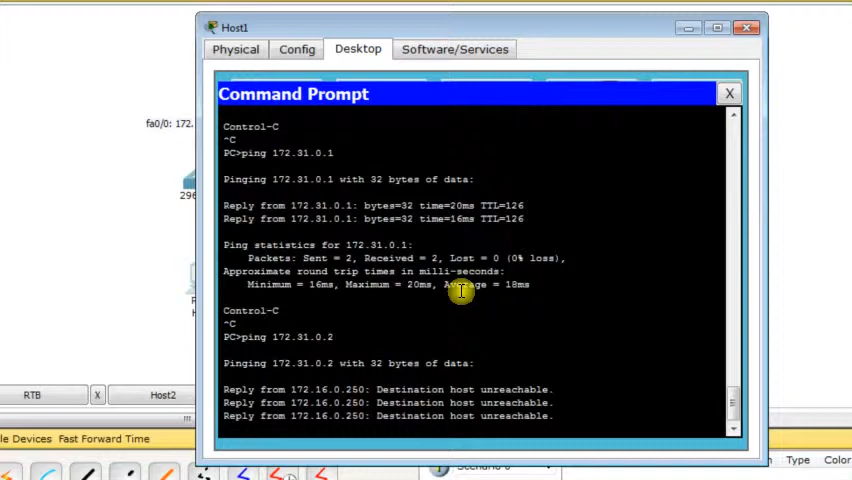 Host1
Physical
Config
Desktop
Software/Services
Command Prompt
X
fa0/0: 172.
296
Control-C
^C
PC>ping 172.31.0.1
Pinging 172.31.0.1 with 32 bytes of data:
Reply from 172.31.0.1: bytes=32 time=20ms TTL=126
Reply from 172.31.0.1: bytes=32 time=16ms TTL=126
Ping statistics for 172.31.0.1:
Packets: Sent = 2, Received = 2, Lost = 0 (0% loss),
Approximate round trip times in milli-seconds:
Minimum = 16ms, Maximum = 20ms, Average = 18ms
Control-C
^C
PC>ping 172.31.0.2
Pinging 172.31.0.2 with 32 bytes of data:
Reply from 172.16.0.250: Destination host unreachable.
Reply from 172.16.0.250: Destination host unreachable.
Reply from 172.16.0.250: Destination host unreachable.
RTB
X
Host2
le Devices Fast Forward Time
Type
Color